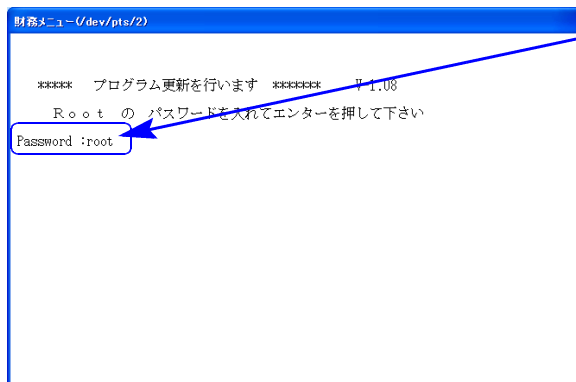 財務メニュー(/dev/pts/2)
***** プログラム更新を行います ******* V-1.08
Ｒｏｏｔ の パスワードを入れてエンターを押して下さい
Password :root